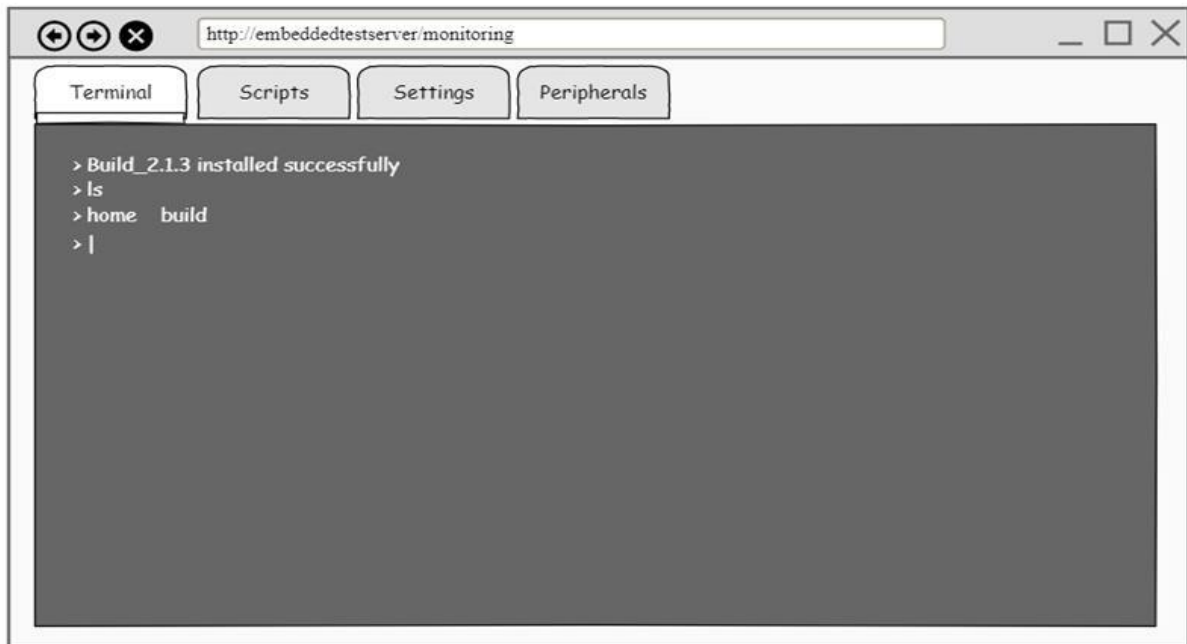 http://embeddedtestserver/monitoring
Terminal Scripts Settings Peripherals
> Build_2.1.3 installed successfully
> ls
> home build
> |